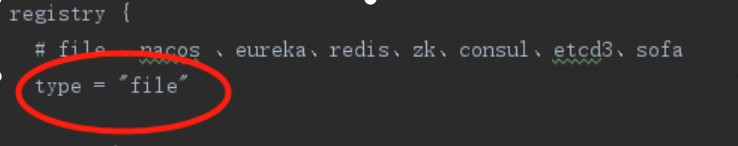 registry {
# file 、nacos 、eureka、redis、zk、consul、etcd3、sofa
type = "file"